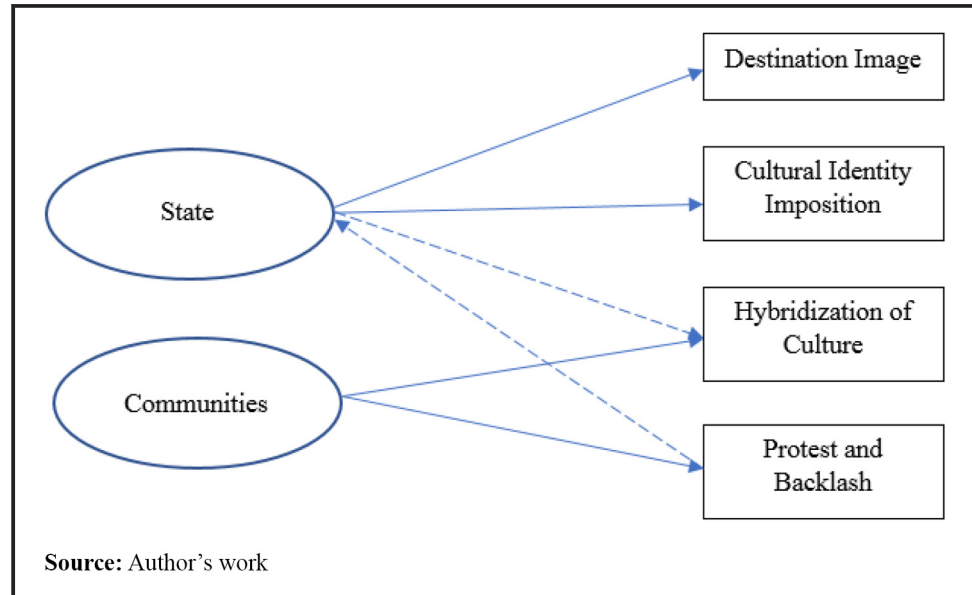 Destination Image
Cultural Identity
Imposition
State
Hybridization of
Culture
Communities
Protest and
Backlash
Source: Author’s work